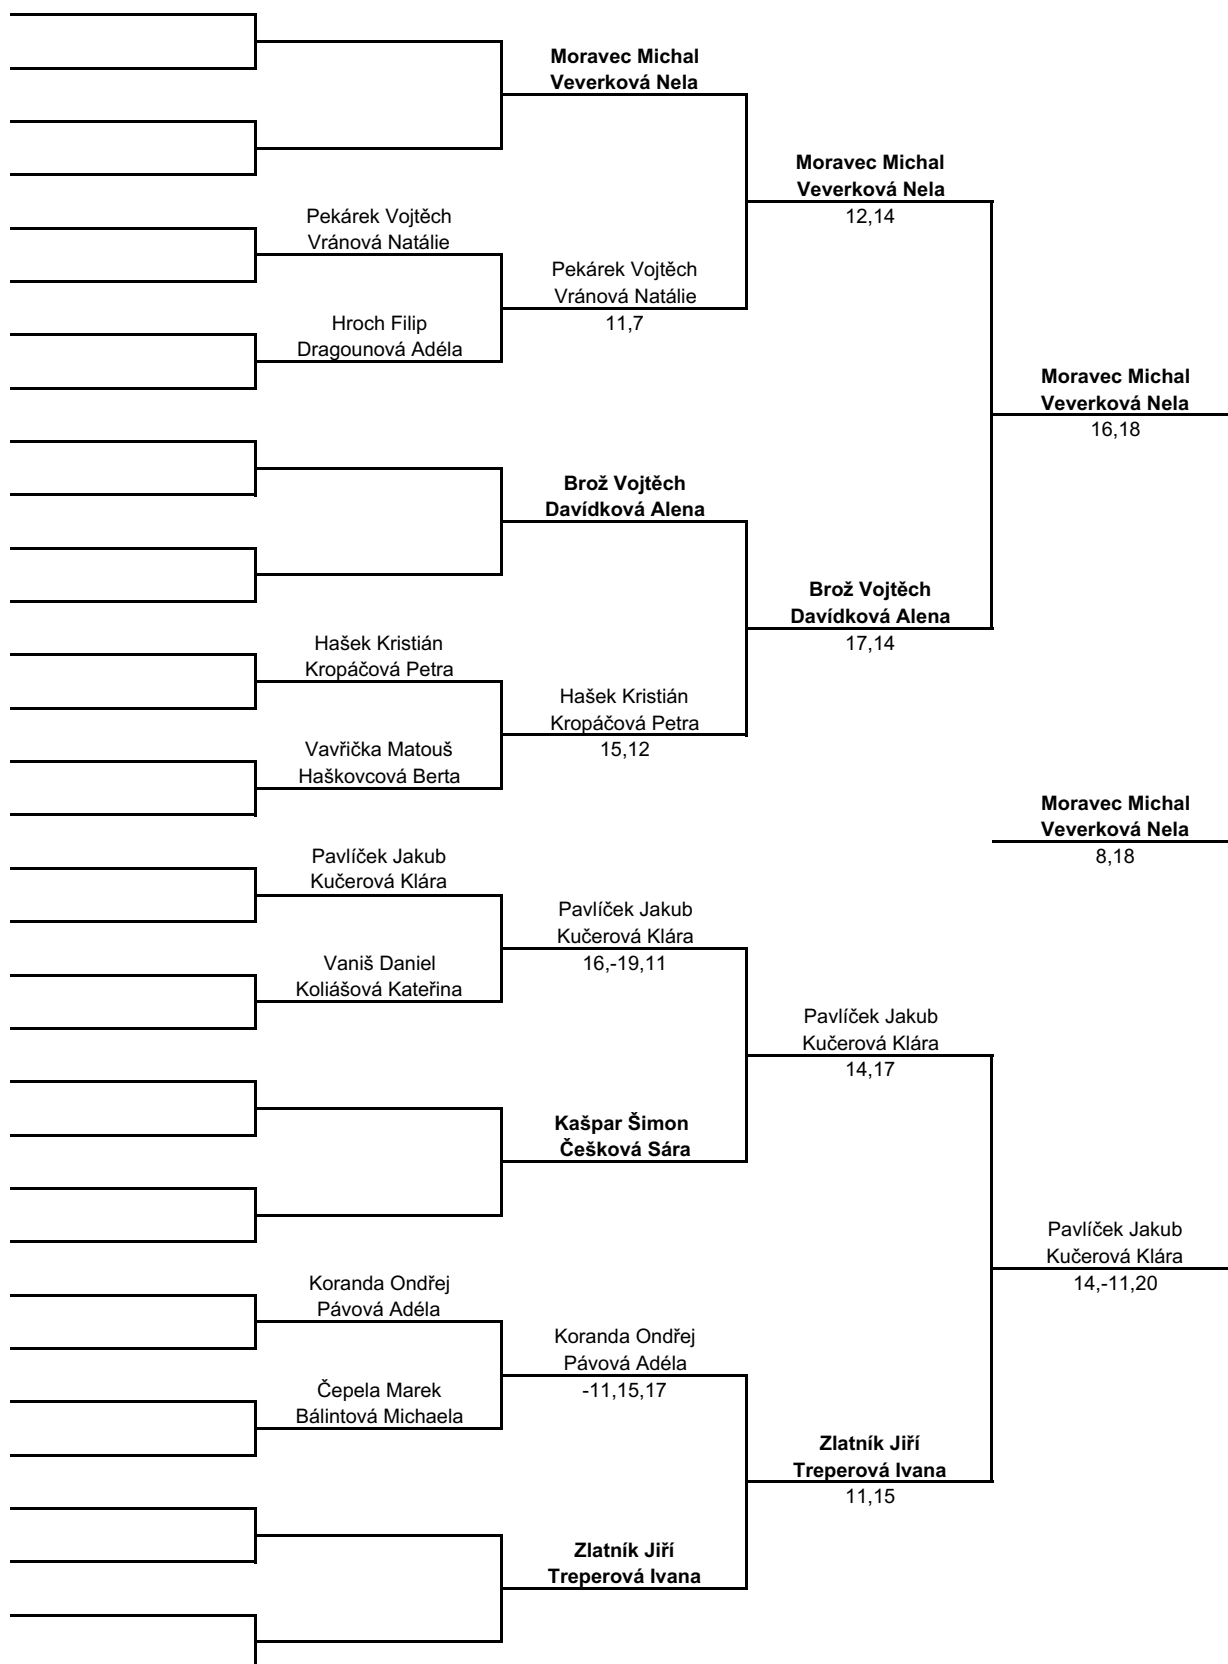 Moravec Michal
Veverková Nela
Moravec Michal
Veverková Nela
12,14
Pekárek Vojtěch
Vránová Natálie
Pekárek Vojtěch
Vránová Natálie
11,7
Hroch Filip
Dragounová Adéla
Moravec Michal
Veverková Nela
16,18
Brož Vojtěch
Davídková Alena
Brož Vojtěch
Davídková Alena
17,14
Hašek Kristián
Kropáčová Petra
Hašek Kristián
Kropáčová Petra
15,12
Vavřička Matouš
Haškovcová Berta
Moravec Michal
Veverková Nela
8,18
Pavlíček Jakub
Kučerová Klára
Pavlíček Jakub
Kučerová Klára
16,-19,11
Vaniš Daniel
Koliášová Kateřina
Pavlíček Jakub
Kučerová Klára
14,17
Kašpar Šimon
Češková Sára
Pavlíček Jakub
Kučerová Klára
14,-11,20
Koranda Ondřej
Pávová Adéla
Koranda Ondřej
Pávová Adéla
-11,15,17
Čepela Marek
Bálintová Michaela
Zlatník Jiří
Treperová Ivana
11,15
Zlatník Jiří
Treperová Ivana